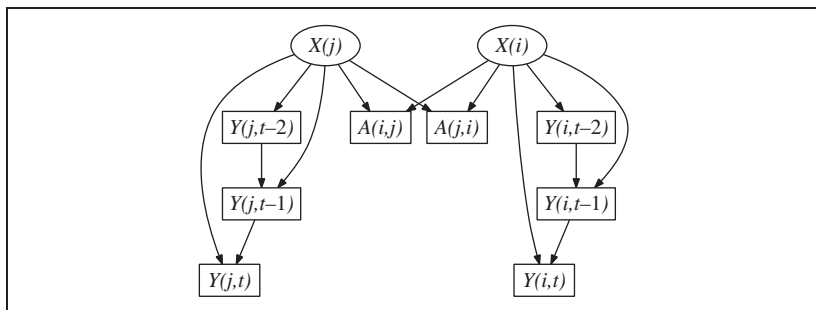 X(j) X(i)
Y(j,t–2) A(i,j) A(j,i) Y(i,t–2)
Y(j,t–1) Y(i,t–1)
Y(j,t) Y(i,t)